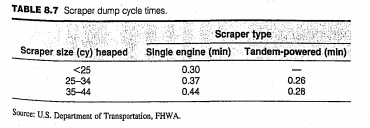 TABLE 8.7 Scraper dump cycle times.
Scraper type
Scraper size (cy) heaped Single engine (min) Tandem-powered (min)
<25 0.30 —
25–34 0.37 0.26
35–44 0.44 0.28
Source: U.S. Department of Transportation, FHWA.